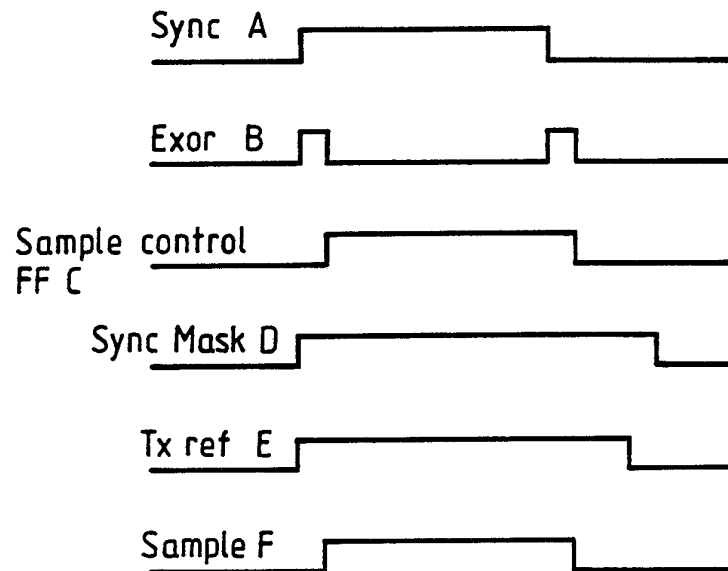 Sync A
Exor B
Sample control
FF C
Sync Mask D
Tx ref E
Sample F